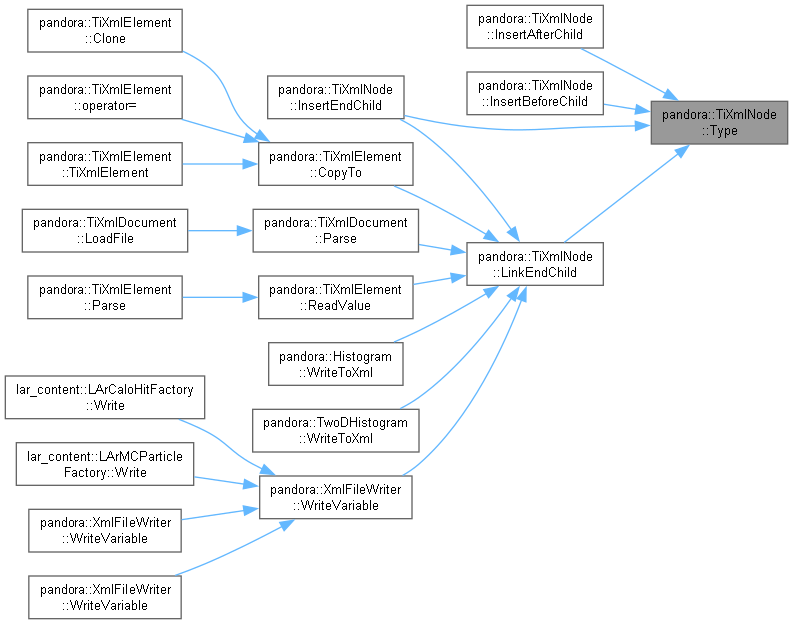 pandora::TiXmlElement
::Clone
pandora::TiXmlElement
::operator=
pandora::TiXmlElement
::TiXmlElement
pandora::TiXmlDocument
::LoadFile
pandora::TiXmlElement
::Parse
lar_content::LArCaloHitFactory
::Write
lar_content::LArMCParticle
Factory::Write
pandora::XmlFileWriter
::WriteVariable
pandora::XmlFileWriter
::WriteVariable
pandora::TiXmlNode
::InsertEndChild
pandora::TiXmlElement
::CopyTo
pandora::TiXmlDocument
::Parse
pandora::TiXmlElement
::ReadValue
pandora::Histogram
::WriteToXml
pandora::TwoDHistogram
::WriteToXml
pandora::XmlFileWriter
::WriteVariable
pandora::TiXmlNode
::InsertAfterChild
pandora::TiXmlNode
::InsertBeforeChild
pandora::TiXmlNode
::LinkEndChild
pandora::TiXmlNode
::Type